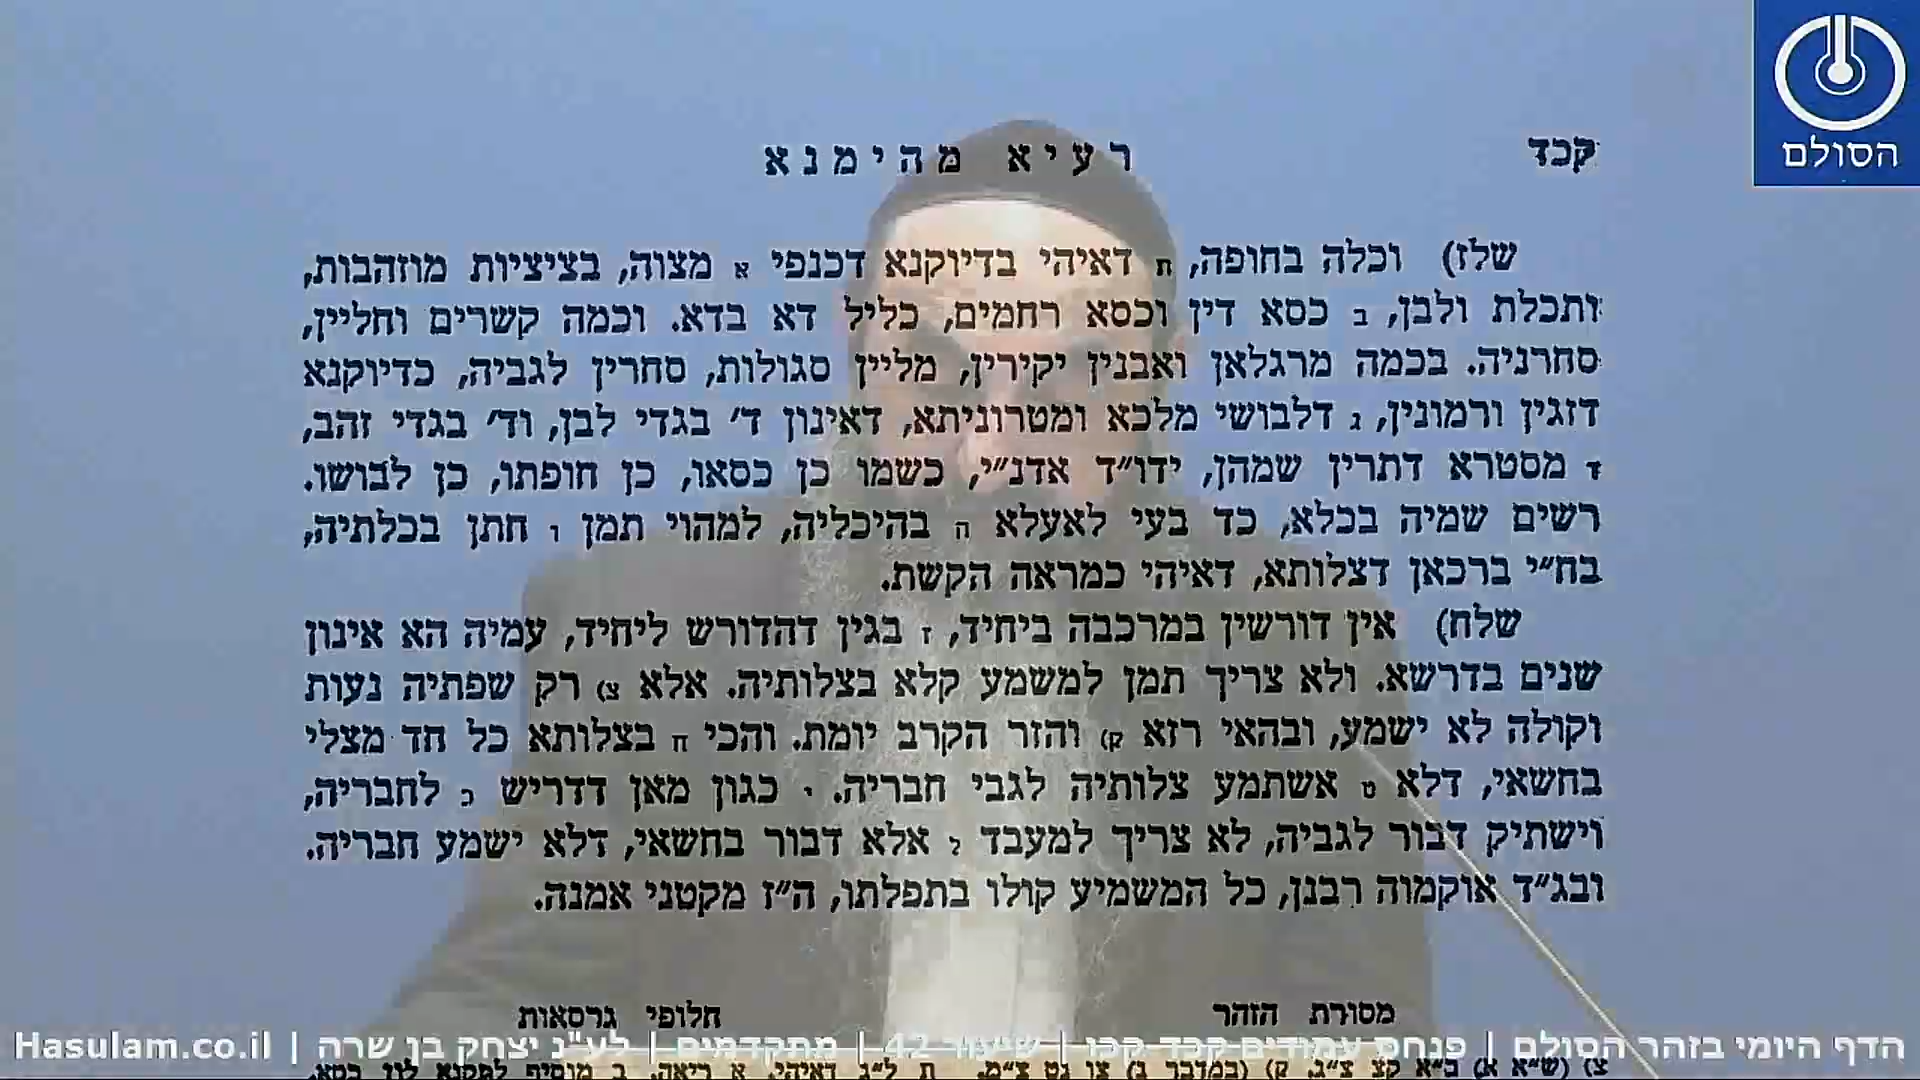 הסולם
קכד
רעיא מהימנא
שלז) וכלה בחופה, ת דאיהי בדיוקנא דכנפי א מצוה, בציציות מוזהבות,
ותכלת ולבן, ב כסא דין וכסא רחמים, כליל דא בדא. וכמה קשרים וחליין,
סחרניה. בכמה מרגלאן ואבנין יקירין, מליין סגולות, סחרין לגביה, כדיוקנא
דזגין ורמונין, ג דלבושי מלכא ומטרוניתא, דאינון ד׳ בגדי לבן, וד׳ בגדי זהב,
ד מסטרא דתרין שמהן, ידו״ד אדנ״י, כשמו כן כסאו, כן חופתו, כן לבושו.
רשים שמיה בכלא, כד בעי לאעלא ה בהיכליה, למהוי תמן ו חתן בכלתיה,
בח״י ברכאן דצלותא, דאיהי כמראה הקשת.
שלח) אין דורשין במרכבה ביחיד, ז בגין דהדורש ליחיד, עמיה הא אינון
שנים בדרשא. ולא צריך תמן למשמע קלא בצלותיה. אלא צ) רק שפתיה נעות
וקולה לא ישמע, ובהאי רזא ק) והזר הקרב יומת. והכי ח בצלותא כל חד מצלי
בחשאי, דלא ט אשתמע צלותיה לגבי חבריה. י כגון מאן דדריש כ לחבריה,
וישתיק דבור לגביה, לא צריך למעבד ל אלא דבור בחשאי, דלא ישמע חבריה.
ובג״ד אוקמוה רבנן, כל המשמיע קולו בתפלתו, ה״ז מקטני אמנה.
מסורת הזהר חלופי גרסאות
הדף היומי בזהר הסולם | פנחס עמודים קכד קכו | שיעור 42 | מתקדמים | לע"נ יצחק בן שרה | Hasulam.co.il